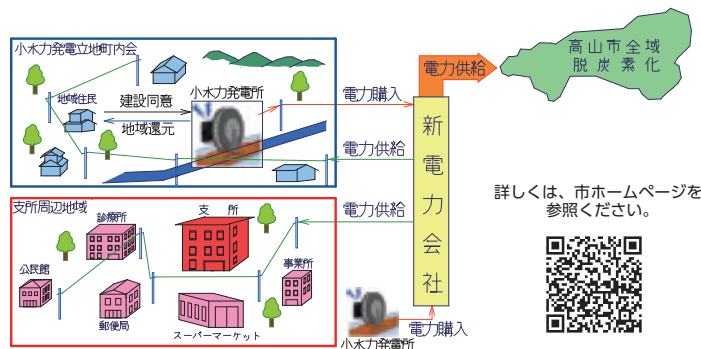 小水力発電立地町内会
地域住民
建設同意
地域還元
小水力発電所
電力購入
電力供給
電力供給
高山市全域
脱炭素化
新電力会社
電力供給
支所周辺地域
診療所
支所
公民館
郵便局
スーパーマーケット
事業所
電力供給
小水力発電所
電力購入
詳しくは、市ホームページを
参照ください。